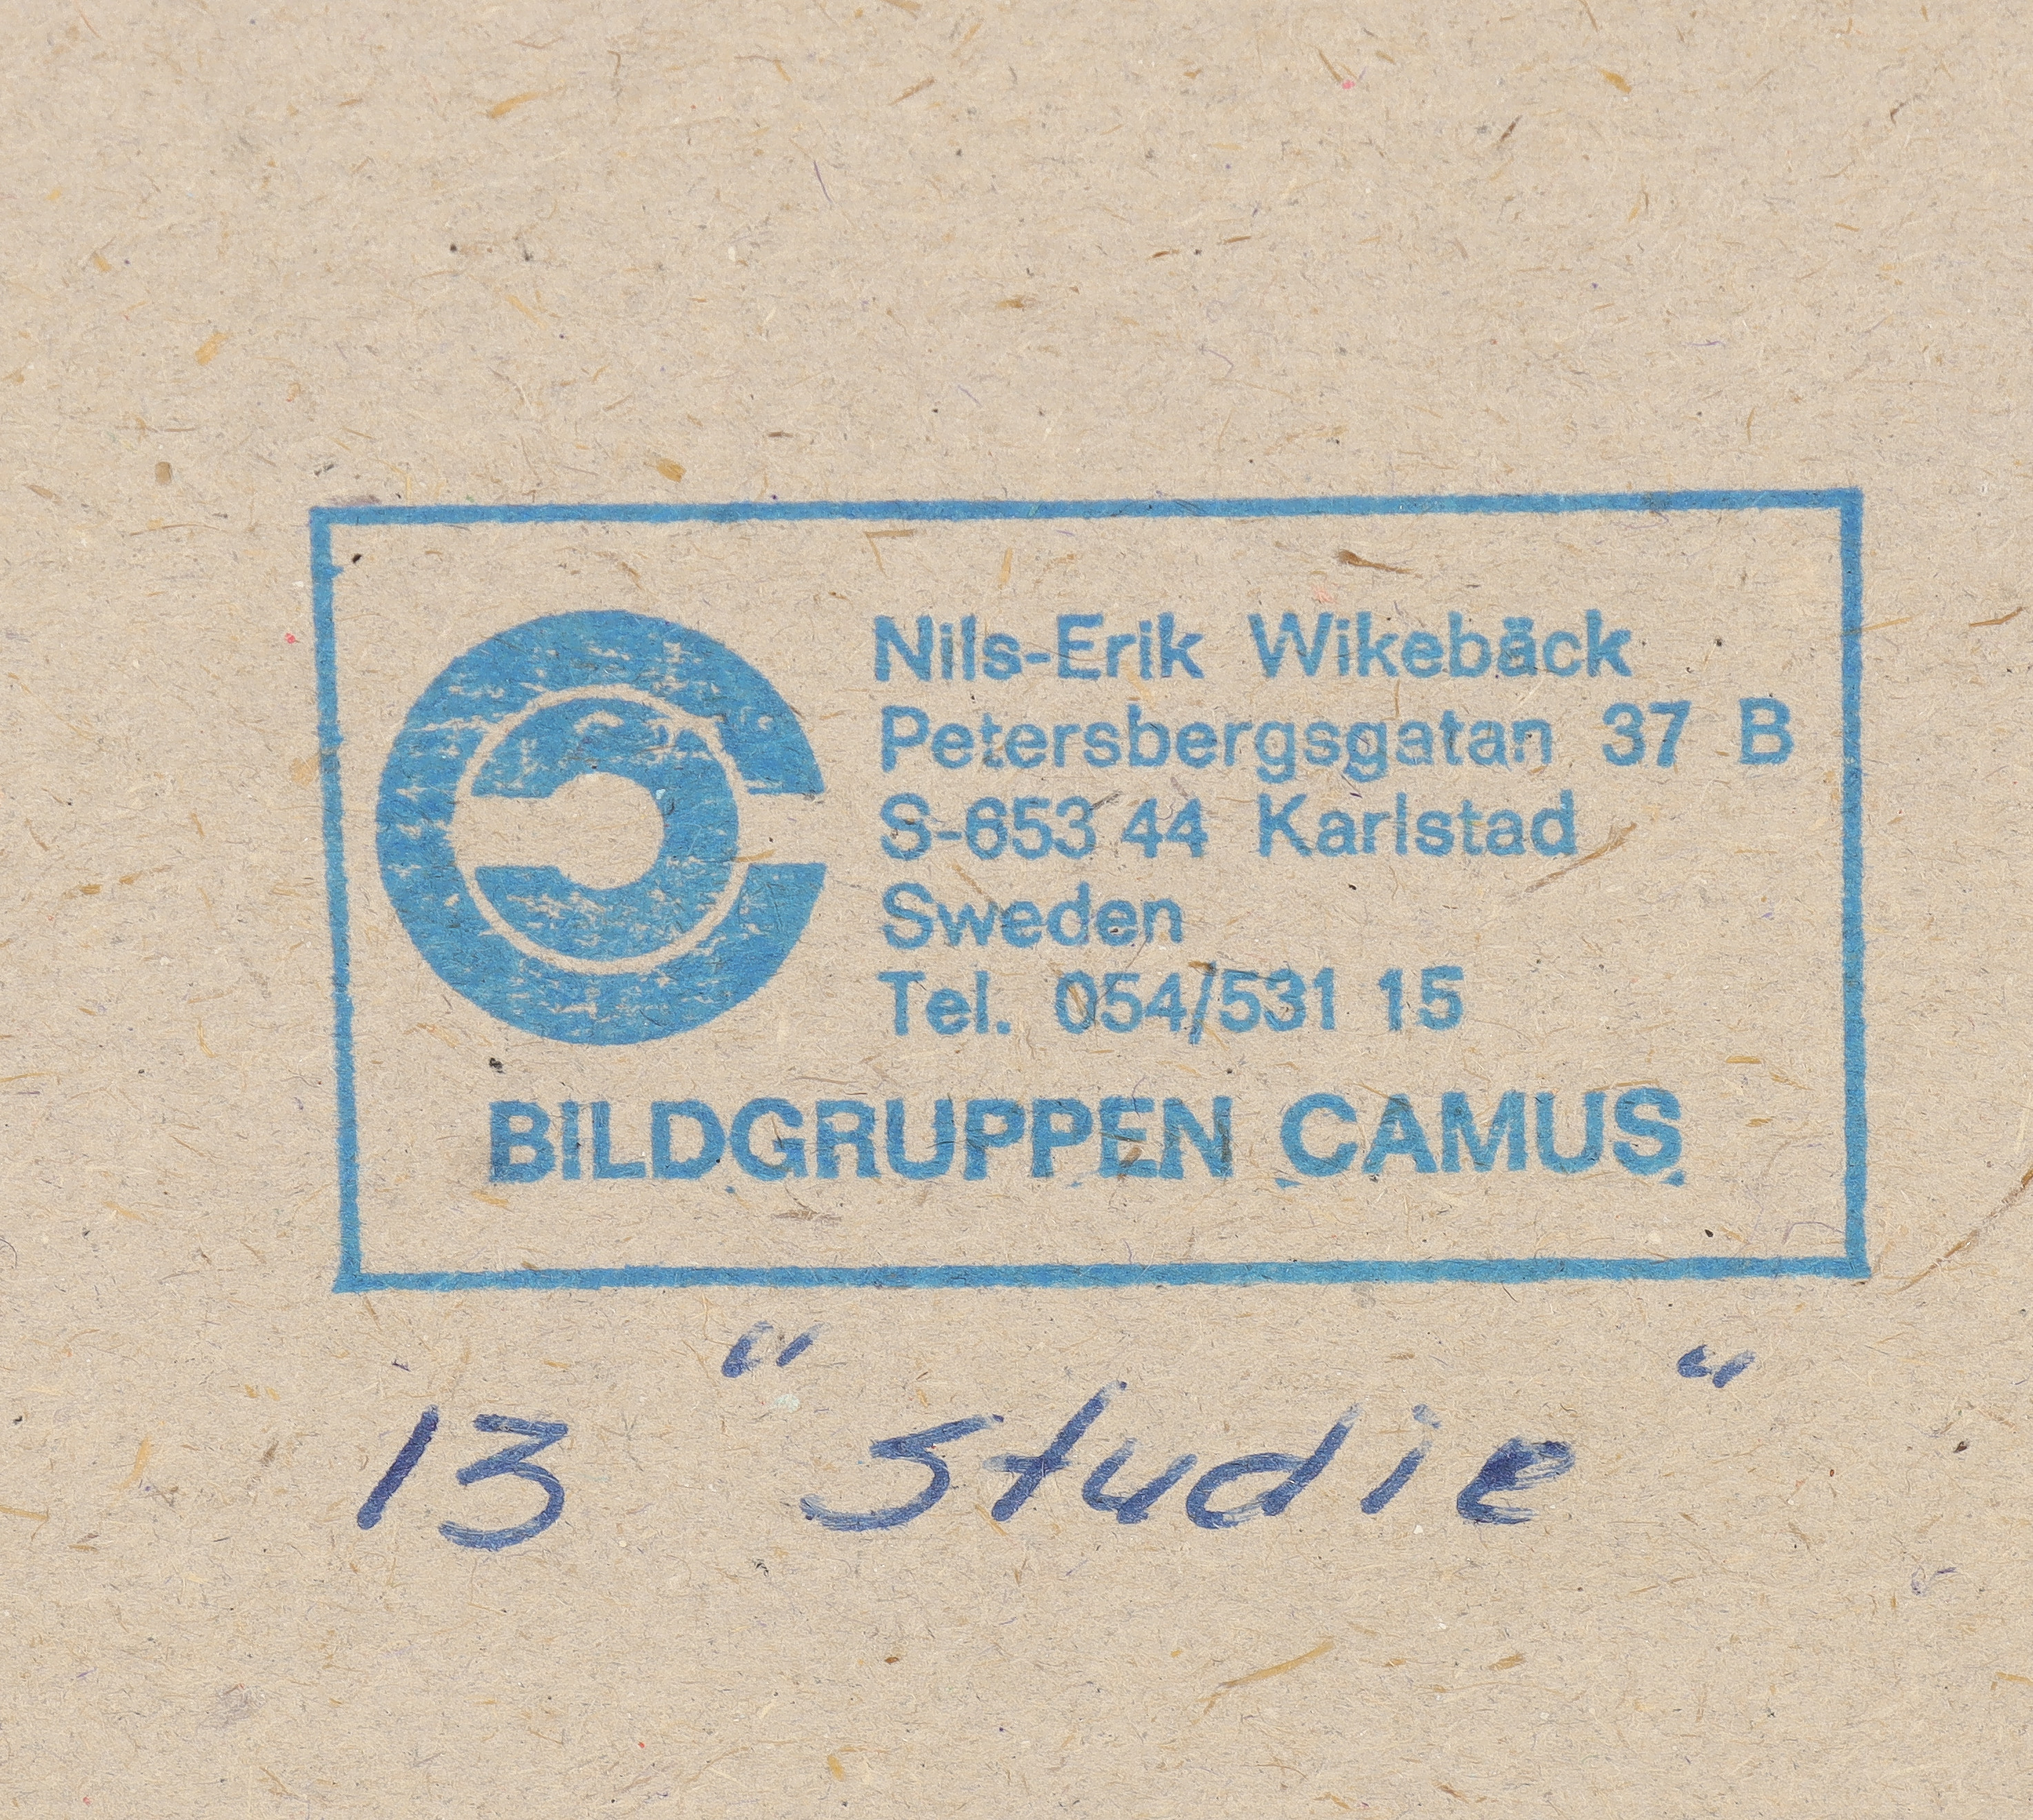 Nils-Erik Wikebäck
Petersbergsgatan 37 B
S-653 44 Karlstad
Sweden
Tel. 054/531 15
BILDGRUPPEN CAMUS
13 "Studie"